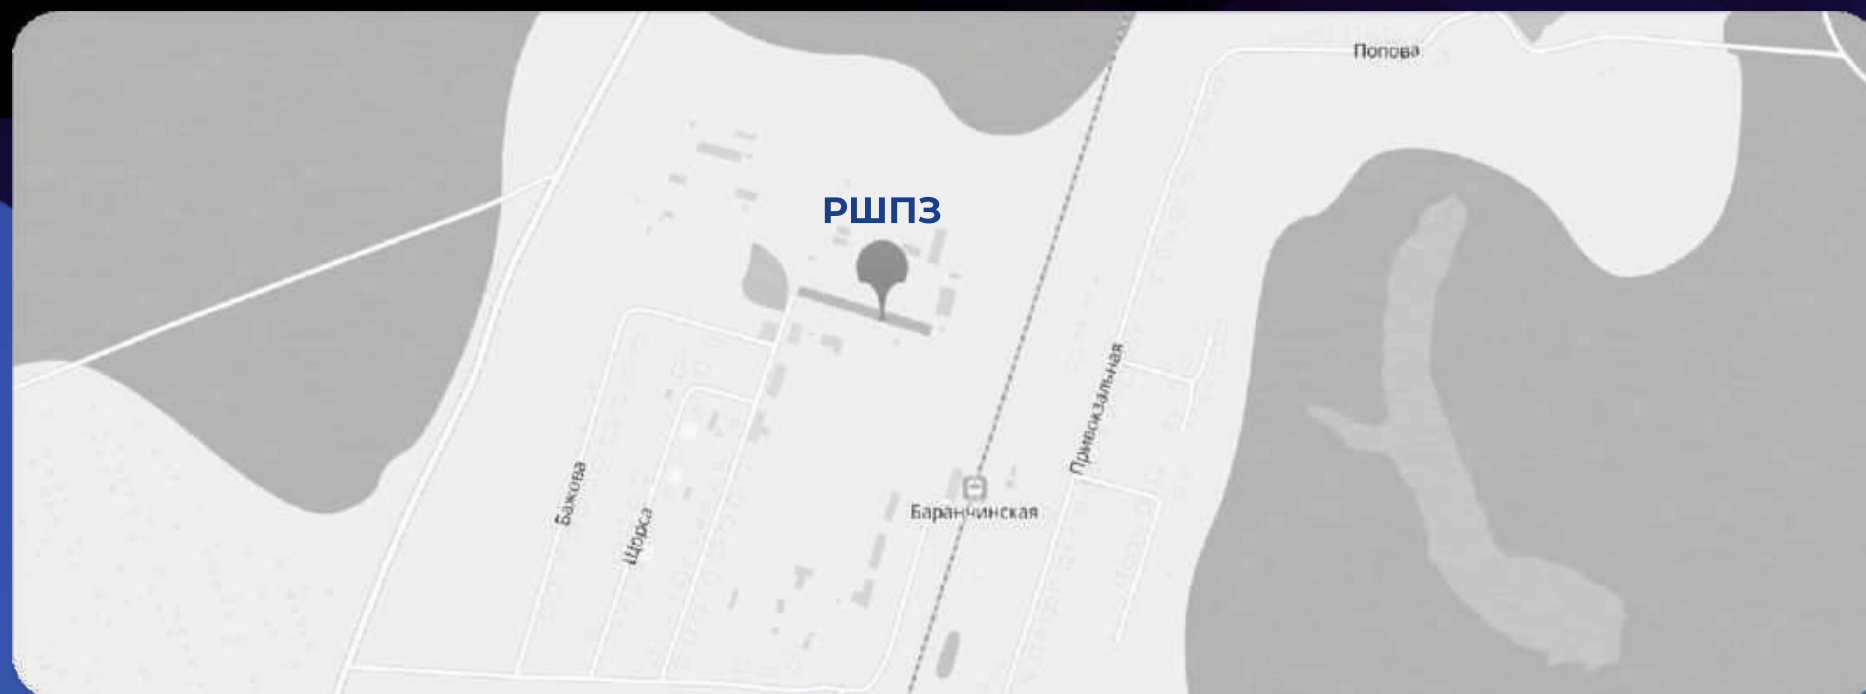 Попова
РШПЗ
Привокзальная
Бажова
Щорса
Баранчинская